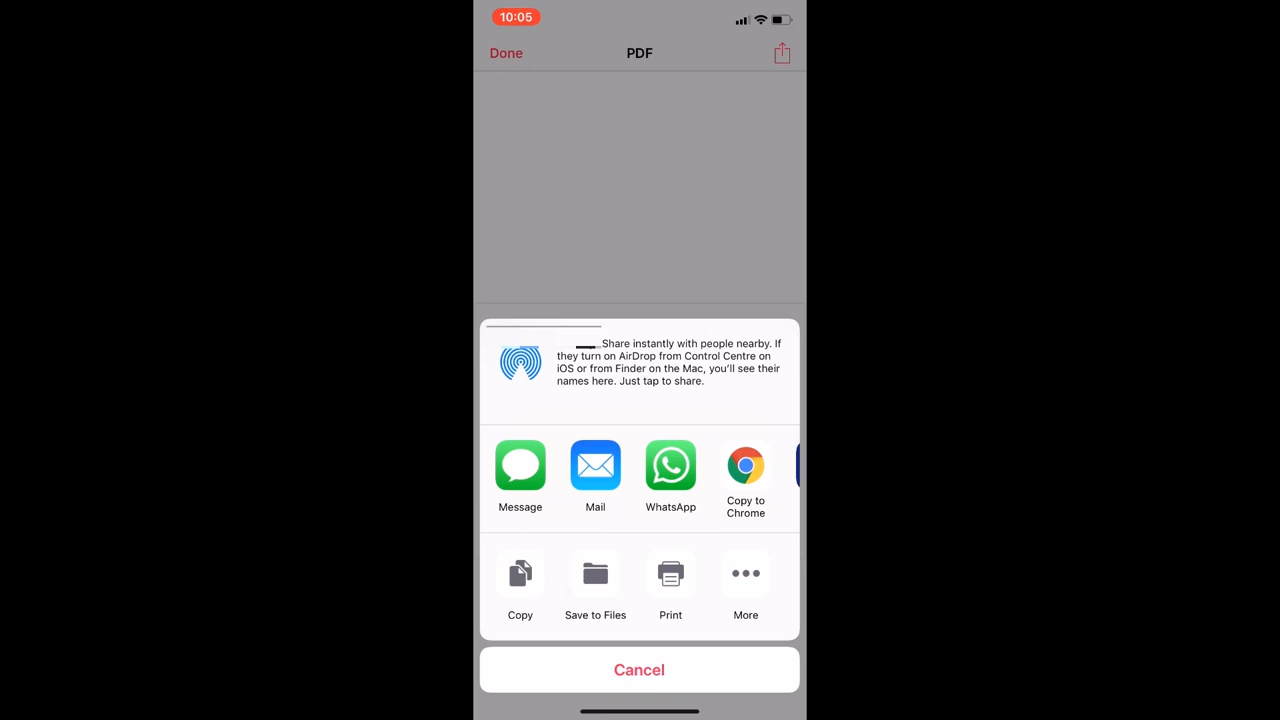 10:05
Done
PDF
Share instantly with people nearby. If
they turn on AirDrop from Control Centre on
iOS or from Finder on the Mac, you’ll see their
names here. Just tap to share.
Message
Mail
WhatsApp
Copy to
Chrome
Copy
Save to Files
Print
More
Cancel